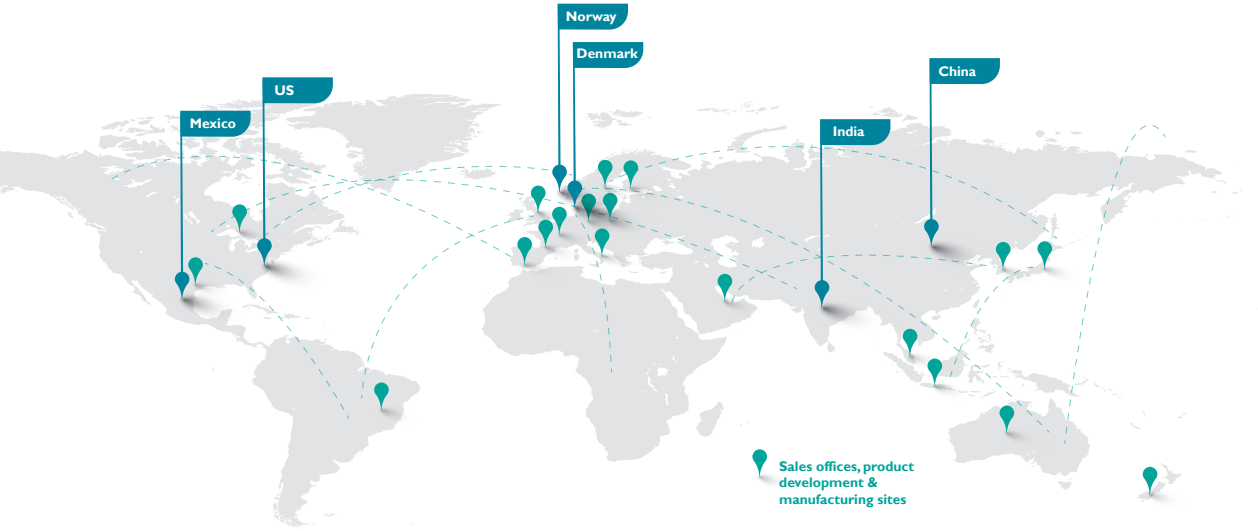 Norway
Denmark
China
US
Mexico
India
Sales offices, product
development &
manufacturing sites